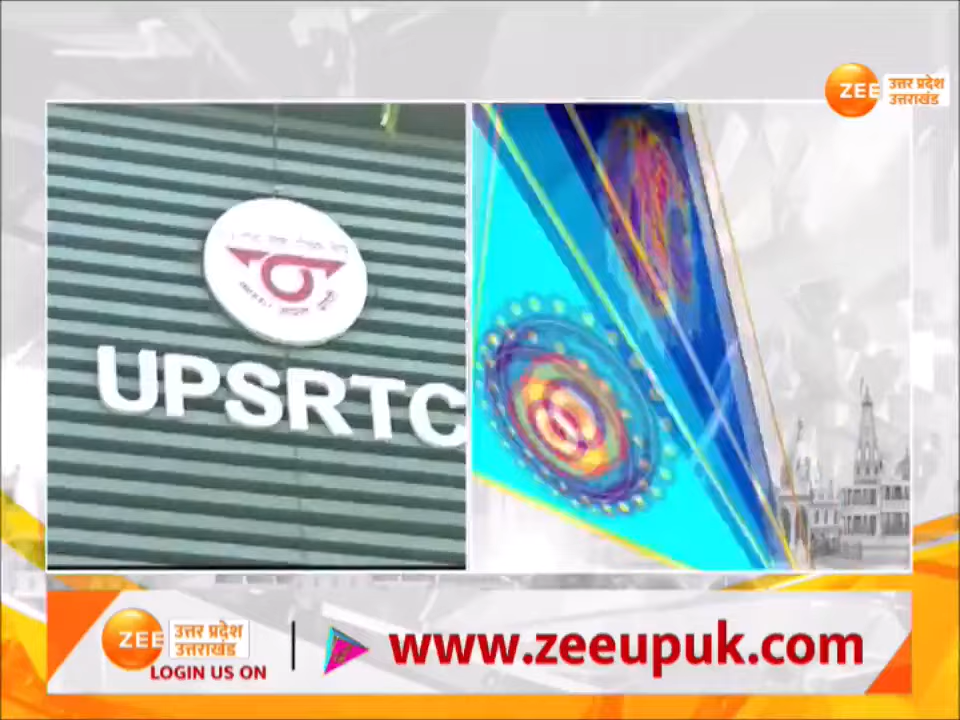 ZEE
उत्तर प्रदेश
उत्तराखंड
UPSRTC
ZEE
उत्तर प्रदेश
उत्तराखंड
LOGIN US ON
www.zeeupuk.com